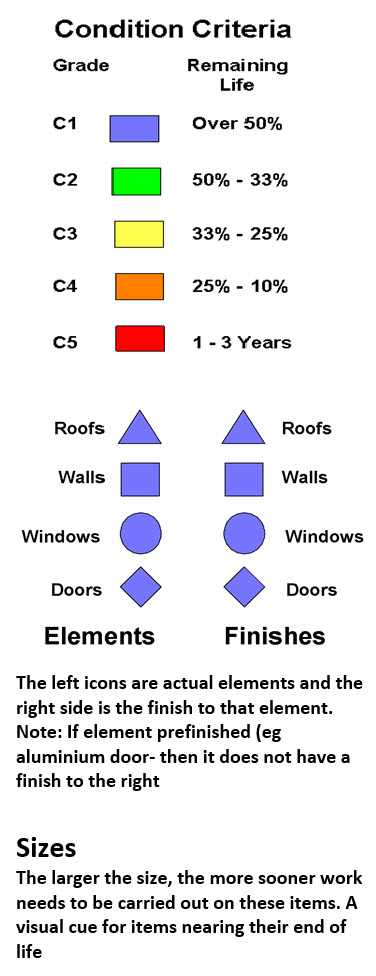 Condition Criteria
Grade Remaining
Life
C1 Over 50%
C2 50% - 33%
C3 33% - 25%
C4 25% - 10%
C5 1 - 3 Years
Roofs Roofs
Walls Walls
Windows Windows
Doors Doors
Elements Finishes
The left icons are actual elements and the
right side is the finish to that element.
Note: If element prefinished (eg
aluminium door- then it does not have a
finish to the right
Sizes
The larger the size, the more sooner work
needs to be carried out on these items. A
visual cue for items nearing their end of
life